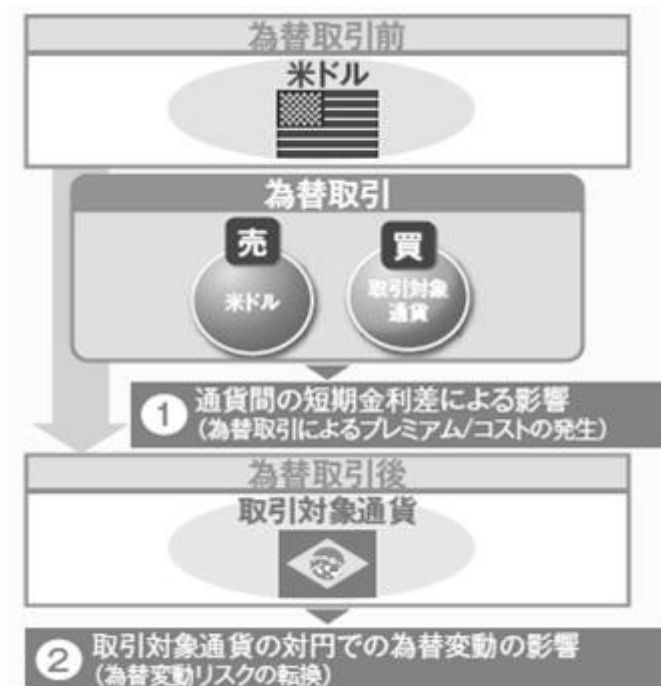 為替取引前
米ドル
為替取引
売
買
米ドル
取引対象
通貨
1 通貨間の短期金利差による影響
(為替取引によるプレミアム/コストの発生)
為替取引後
取引対象通貨
2 取引対象通貨の対円での為替変動の影響
(為替変動リスクの転換)